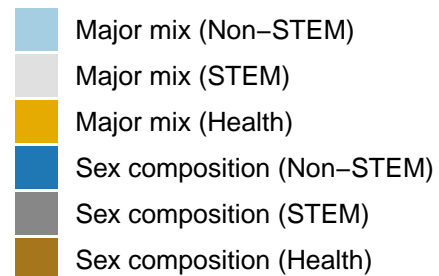 Major mix (Non−STEM)
Major mix (STEM)
Major mix (Health)
Sex composition (Non−STEM)
Sex composition (STEM)
Sex composition (Health)